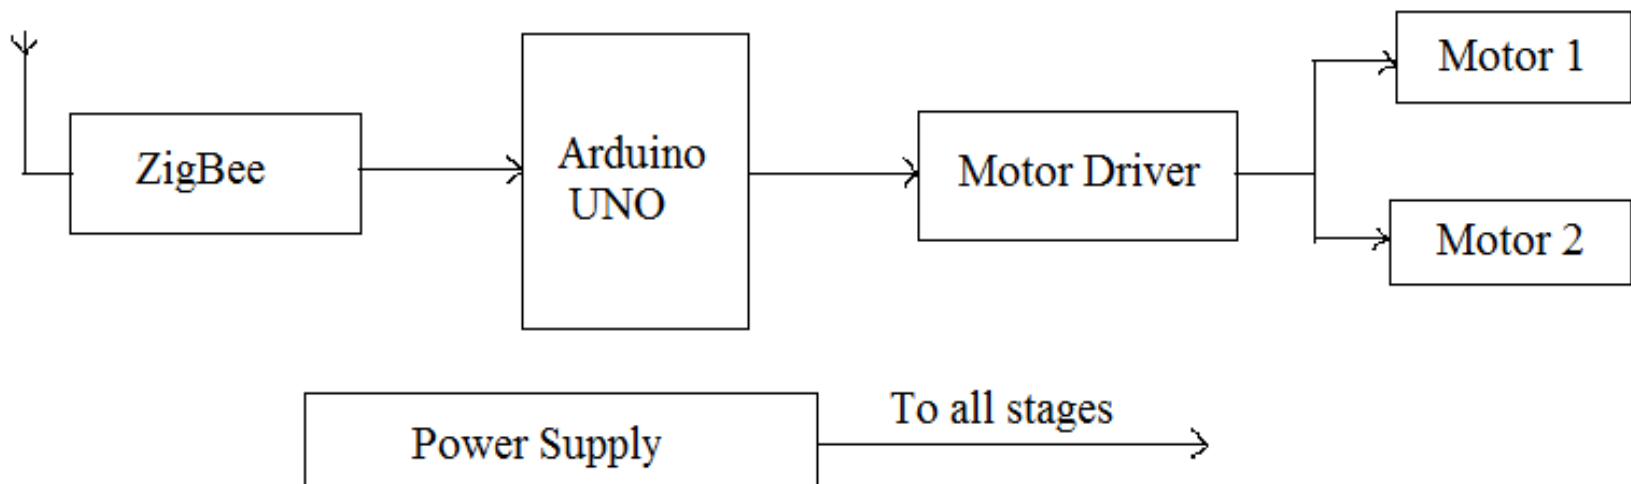 ZigBee
Arduino
UNO
Motor Driver
Motor 1
Motor 2
Power Supply
To all stages